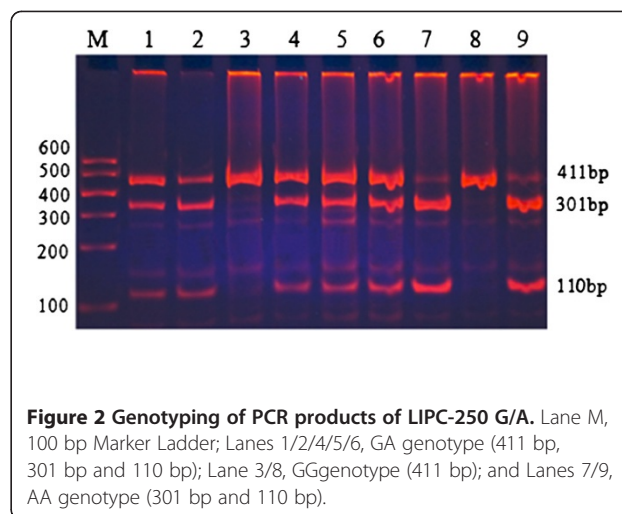 M 1 2 3 4 5 6 7 8 9
600
500
400
300
200
100
411bp
301bp
110bp
Figure 2 Genotyping of PCR products of LIPC-250 G/A. Lane M,
100 bp Marker Ladder; Lanes 1/2/4/5/6, GA genotype (411 bp,
301 bp and 110 bp); Lane 3/8, GGgenotype (411 bp); and Lanes 7/9,
AA genotype (301 bp and 110 bp).